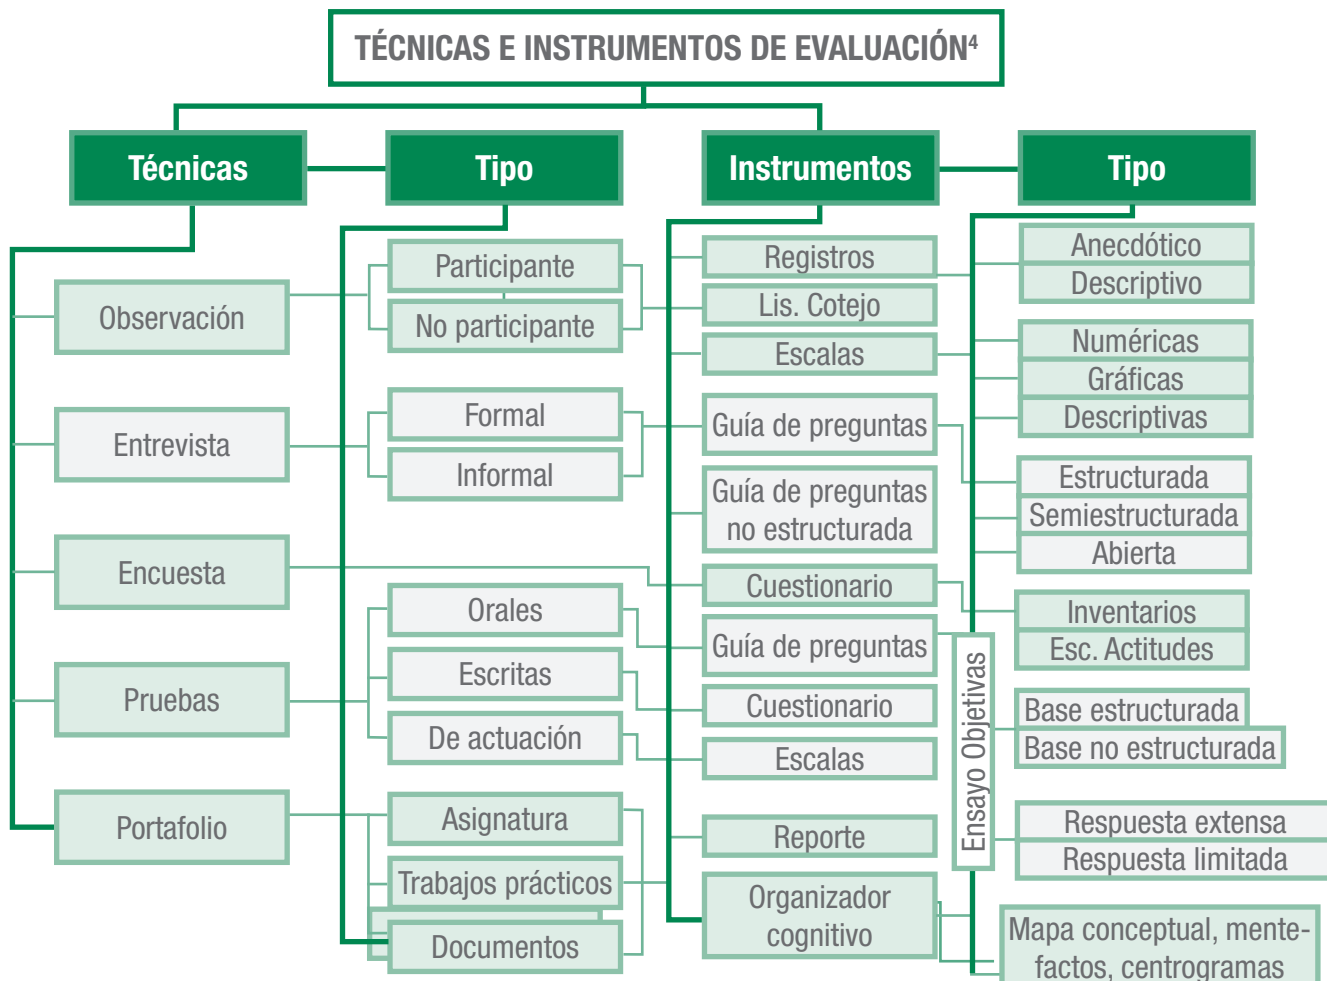 TÉCNICAS E INSTRUMENTOS DE EVALUACIÓN⁴
Técnicas
Tipo
Instrumentos
Tipo
Observación
Entrevista
Encuesta
Pruebas
Portafolio
Participante
No participante
Formal
Informal
Orales
Escritas
De actuación
Asignatura
Trabajos prácticos
Documentos
Registros
Lis. Cotejo
Escalas
Guía de preguntas
Guía de preguntas
no estructurada
Cuestionario
Guía de preguntas
Cuestionario
Escalas
Reporte
Organizador
cognitivo
Ensayo Objetivas
Anecdótico
Descriptivo
Numéricas
Gráficas
Descriptivas
Estructurada
Semiestructurada
Abierta
Inventarios
Esc. Actitudes
Base estructurada
Base no estructurada
Respuesta extensa
Respuesta limitada
Mapa conceptual, mente-
factos, centrogramas